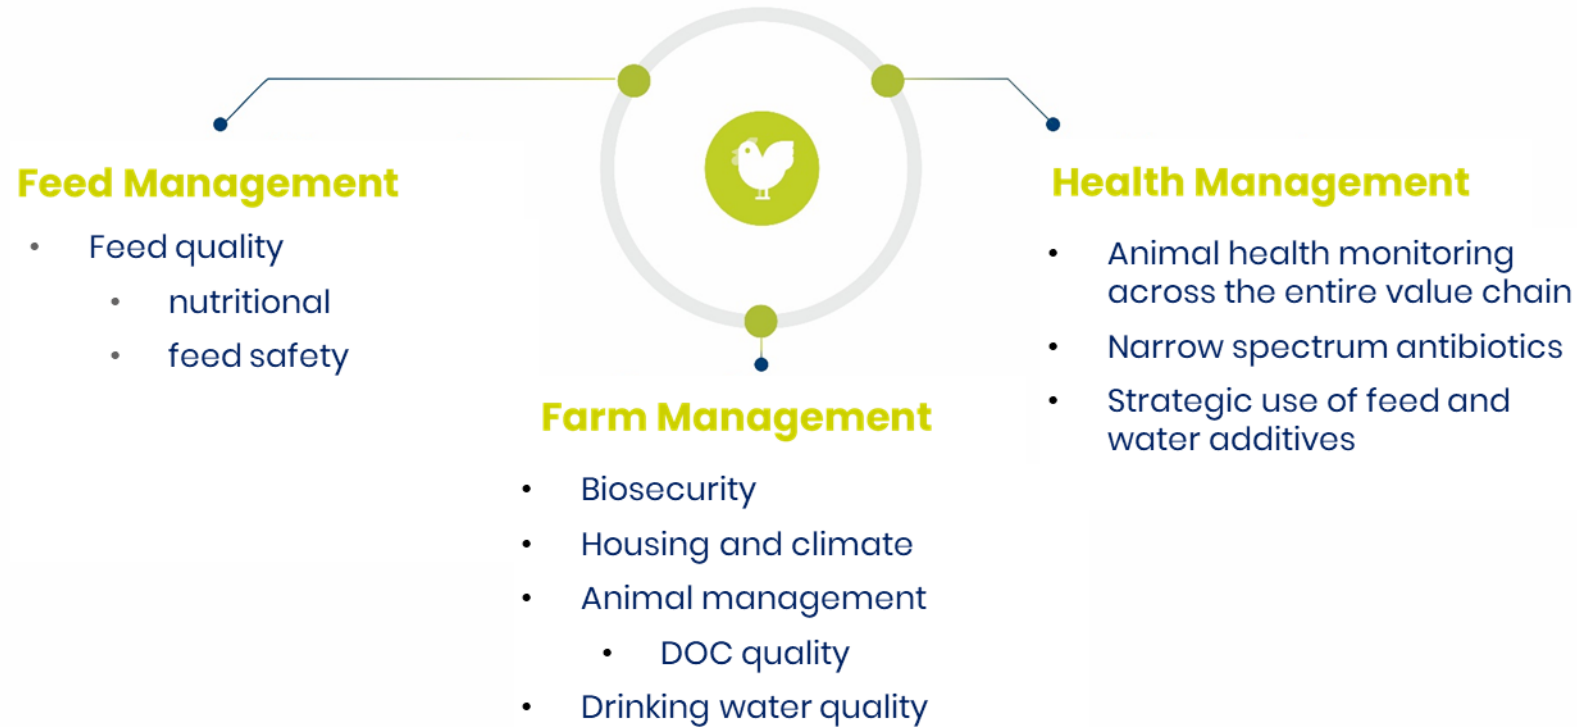 Feed Management
• Feed quality
• nutritional
• feed safety
Farm Management
• Biosecurity
• Housing and climate
• Animal management
• DOC quality
• Drinking water quality
Health Management
• Animal health monitoring
across the entire value chain
• Narrow spectrum antibiotics
• Strategic use of feed and
water additives